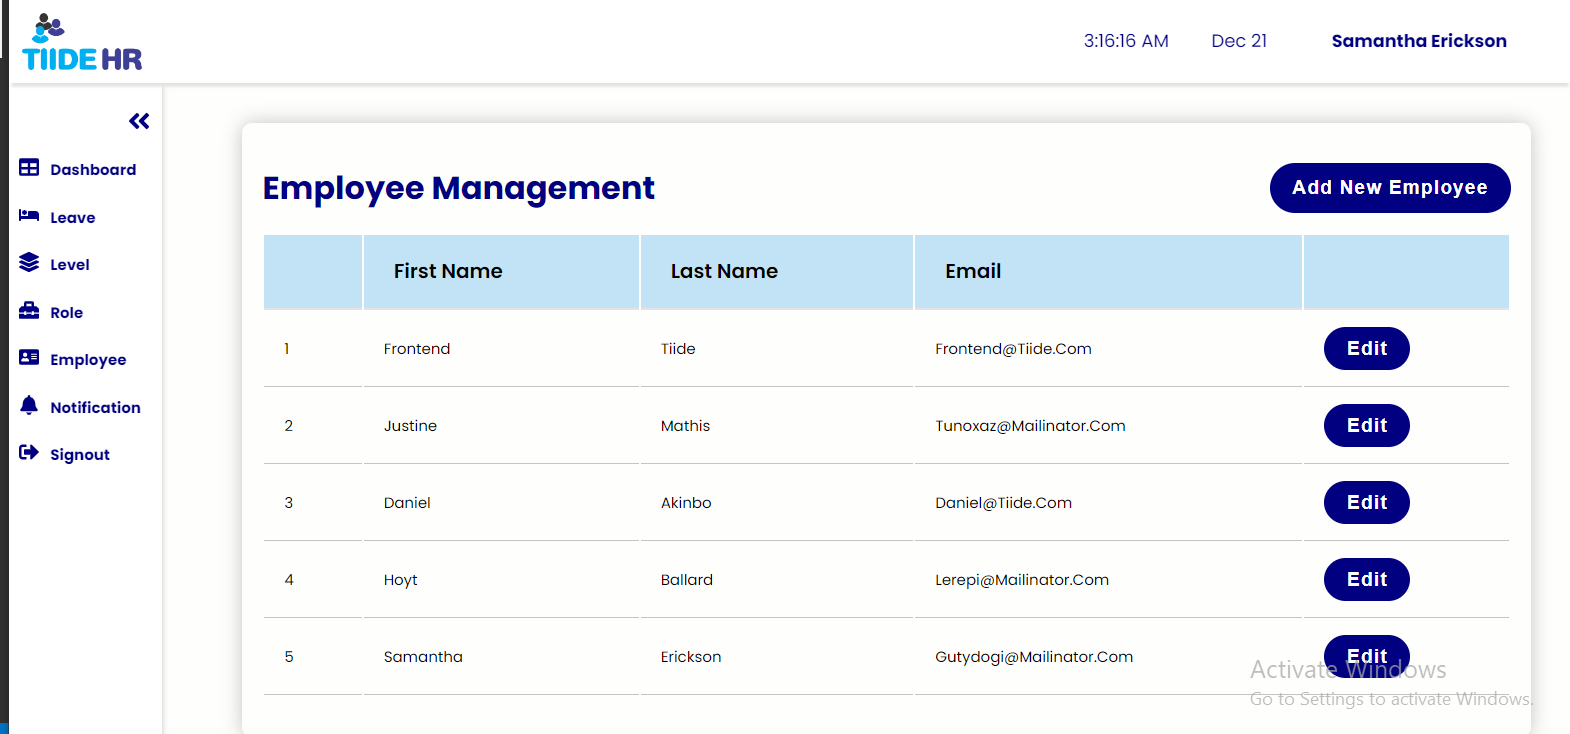 TIIDE HR
3:16:16 AM Dec 21 Samantha Erickson
Dashboard
Leave
Level
Role
Employee
Notification
Signout
Employee Management Add New Employee
First Name Last Name Email
1 Frontend Tiide Frontend@Tiide.Com Edit
2 Justine Mathis Tunoxaz@Mailinator.Com Edit
3 Daniel Akinbo Daniel@Tiide.Com Edit
4 Hoyt Ballard Lerepi@Mailinator.Com Edit
5 Samantha Erickson Gutydogi@Mailinator.Com Edit
Activate Windows
Go to Settings to activate Windows.